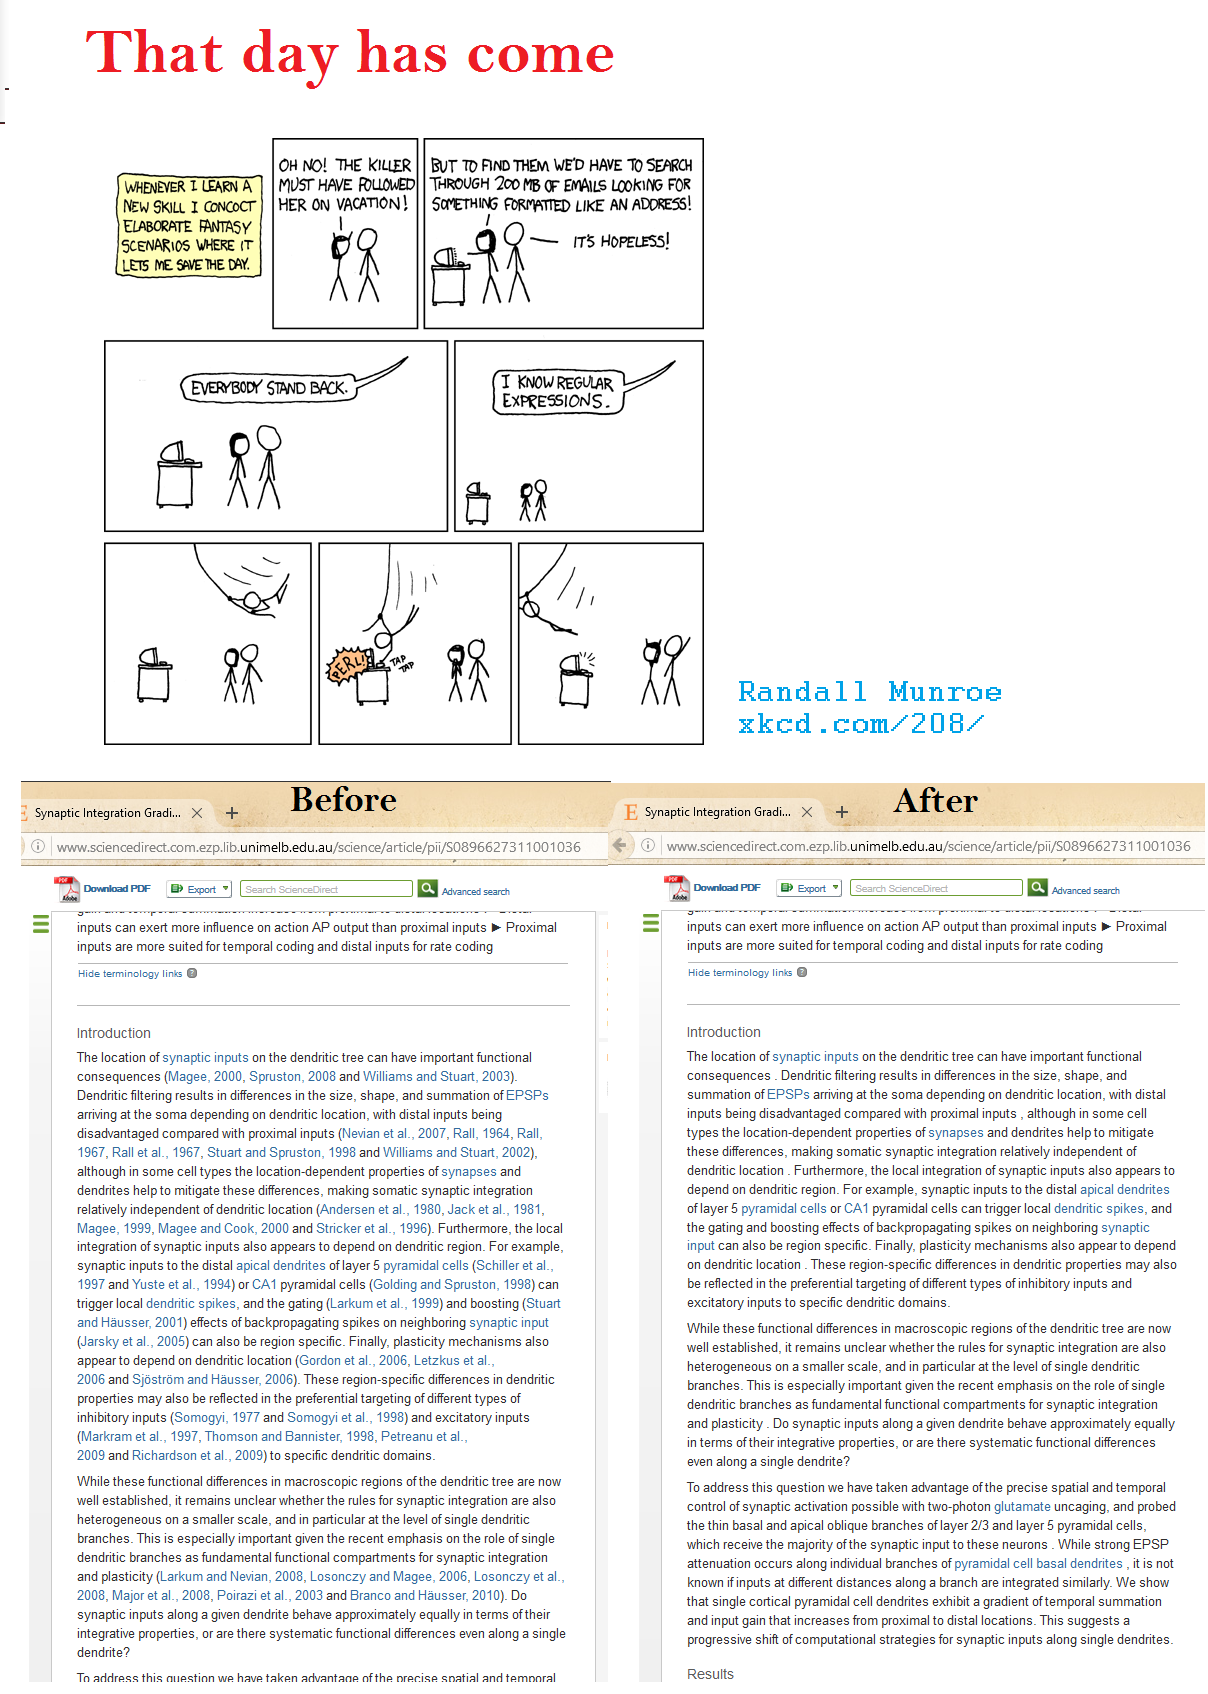 That day has come
WHENEVER I LEARN A
NEW SKILL I CONCOCT
ELABORATE FANTASY
SCENARIOS WHERE IT
LETS ME SAVE THE DAY.
OH NO! THE KILLER
MUST HAVE FOLLOWED
HER ON VACATION!
BUT TO FIND THEM WE'D HAVE TO SEARCH
THROUGH 200 MB OF EMAILS LOOKING FOR
SOMETHING FORMATTED LIKE AN ADDRESS!
IT'S HOPELESS!
EVERYBODY STAND BACK.
I KNOW REGULAR
EXPRESSIONS.
PERL!
TAP
TAP
Randall Munroe
xkcd.com/208/
Before
Synaptic Integration Gradi...
www.sciencedirect.com.ezp.lib.unimelb.edu.au/science/article/pii/S0896627311001036
Download PDF
Export
Search ScienceDirect
Advanced search
gain and temporal summation increase from proximal to distal locations ► Distal
inputs can exert more influence on action AP output than proximal inputs ► Proximal
inputs are more suited for temporal coding and distal inputs for rate coding
Hide terminology links ?
Introduction
The location of synaptic inputs on the dendritic tree can have important functional
consequences (Magee, 2000, Spruston, 2008 and Williams and Stuart, 2003).
Dendritic filtering results in differences in the size, shape, and summation of EPSPs
arriving at the soma depending on dendritic location, with distal inputs being
disadvantaged compared with proximal inputs (Nevian et al., 2007, Rall, 1964, Rall,
1967, Rall et al., 1967, Stuart and Spruston, 1998 and Williams and Stuart, 2002),
although in some cell types the location-dependent properties of synapses and
dendrites help to mitigate these differences, making somatic synaptic integration
relatively independent of dendritic location (Andersen et al., 1980, Jack et al., 1981,
Magee, 1999, Magee and Cook, 2000 and Stricker et al., 1996). Furthermore, the local
integration of synaptic inputs also appears to depend on dendritic region. For example,
synaptic inputs to the distal apical dendrites of layer 5 pyramidal cells (Schiller et al.,
1997 and Yuste et al., 1994) or CA1 pyramidal cells (Golding and Spruston, 1998) can
trigger local dendritic spikes, and the gating (Larkum et al., 1999) and boosting (Stuart
and Häusser, 2001) effects of backpropagating spikes on neighboring synaptic input
(Jarsky et al., 2005) can also be region specific. Finally, plasticity mechanisms also
appear to depend on dendritic location (Gordon et al., 2006, Letzkus et al.,
2006 and Sjöström and Häusser, 2006). These region-specific differences in dendritic
properties may also be reflected in the preferential targeting of different types of
inhibitory inputs (Somogyi, 1977 and Somogyi et al., 1998) and excitatory inputs
(Markram et al., 1997, Thomson and Bannister, 1998, Petreanu et al.,
2009 and Richardson et al., 2009) to specific dendritic domains.
While these functional differences in macroscopic regions of the dendritic tree are now
well established, it remains unclear whether the rules for synaptic integration are also
heterogeneous on a smaller scale, and in particular at the level of single dendritic
branches. This is especially important given the recent emphasis on the role of single
dendritic branches as fundamental functional compartments for synaptic integration
and plasticity (Larkum and Nevian, 2008, Losonczy and Magee, 2006, Losonczy et al.,
2008, Major et al., 2008, Poirazi et al., 2003 and Branco and Häusser, 2010). Do
synaptic inputs along a given dendrite behave approximately equally in terms of their
integrative properties, or are there systematic functional differences even along a single
dendrite?
To address this question we have taken advantage of the precise spatial and temporal
After
Synaptic Integration Gradi...
www.sciencedirect.com.ezp.lib.unimelb.edu.au/science/article/pii/S0896627311001036
Download PDF
Export
Search ScienceDirect
Advanced search
gain and temporal summation increase from proximal to distal locations ► Distal
inputs can exert more influence on action AP output than proximal inputs ► Proximal
inputs are more suited for temporal coding and distal inputs for rate coding
Hide terminology links ?
Introduction
The location of synaptic inputs on the dendritic tree can have important functional
consequences . Dendritic filtering results in differences in the size, shape, and
summation of EPSPs arriving at the soma depending on dendritic location, with distal
inputs being disadvantaged compared with proximal inputs , although in some cell
types the location-dependent properties of synapses and dendrites help to mitigate
these differences, making somatic synaptic integration relatively independent of
dendritic location . Furthermore, the local integration of synaptic inputs also appears to
depend on dendritic region. For example, synaptic inputs to the distal apical dendrites
of layer 5 pyramidal cells or CA1 pyramidal cells can trigger local dendritic spikes, and
the gating and boosting effects of backpropagating spikes on neighboring synaptic
input can also be region specific. Finally, plasticity mechanisms also appear to depend
on dendritic location . These region-specific differences in dendritic properties may also
be reflected in the preferential targeting of different types of inhibitory inputs and
excitatory inputs to specific dendritic domains.
While these functional differences in macroscopic regions of the dendritic tree are now
well established, it remains unclear whether the rules for synaptic integration are also
heterogeneous on a smaller scale, and in particular at the level of single dendritic
branches. This is especially important given the recent emphasis on the role of single
dendritic branches as fundamental functional compartments for synaptic integration
and plasticity . Do synaptic inputs along a given dendrite behave approximately equally
in terms of their integrative properties, or are there systematic functional differences
even along a single dendrite?
To address this question we have taken advantage of the precise spatial and temporal
control of synaptic activation possible with two-photon glutamate uncaging, and probed
the thin basal and apical oblique branches of layer 2/3 and layer 5 pyramidal cells,
which receive the majority of the synaptic input to these neurons . While strong EPSP
attenuation occurs along individual branches of pyramidal cell basal dendrites , it is not
known if inputs at different distances along a branch are integrated similarly. We show
that single cortical pyramidal cell dendrites exhibit a gradient of temporal summation
and input gain that increases from proximal to distal locations. This suggests a
progressive shift of computational strategies for synaptic inputs along single dendrites.
Results